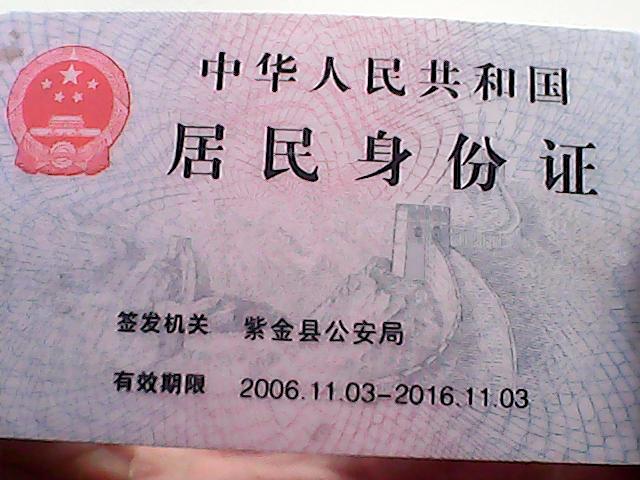 中华人民共和国
居民身份证
签发机关 紫金县公安局
有效期限 2006.11.03-2016.11.03